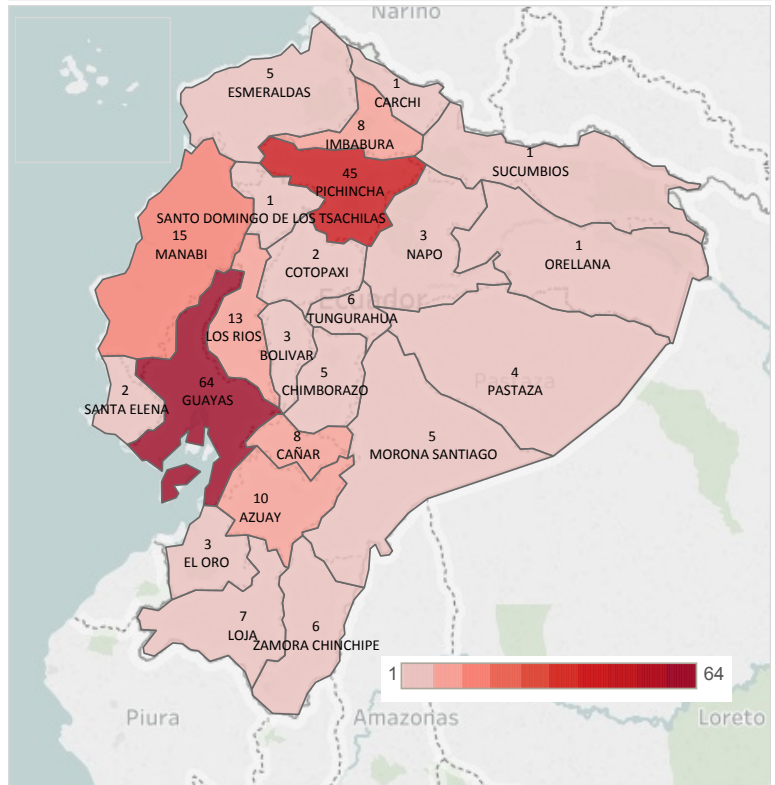 Nariño
5
ESMERALDAS
1
CARCHI
8
IMBABURA
1
SUCUMBIOS
45
PICHINCHA
1
SANTO DOMINGO DE LOS TSACHILAS
15
MANABI
3
NAPO
1
ORELLANA
2
COTOPAXI
Ecuador
6
TUNGURAHUA
13
LOS RIOS
3
BOLIVAR
5
CHIMBORAZO
Pastaza
4
PASTAZA
2
SANTA ELENA
64
GUAYAS
8
CAÑAR
5
MORONA SANTIAGO
10
AZUAY
3
EL ORO
7
LOJA
6
ZAMORA CHINCHIPE
1 64
Piura
Amazonas
Loreto